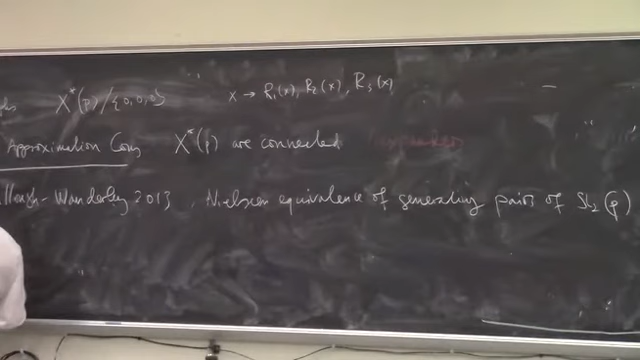 X*(p)/{0,0,0} x → R₁(x), R₂(x), R₃(x)
Approximation Conj X*(p) are connected
Wanderley 2013, Nielsen equivalence of generating pairs of SL₂(p)